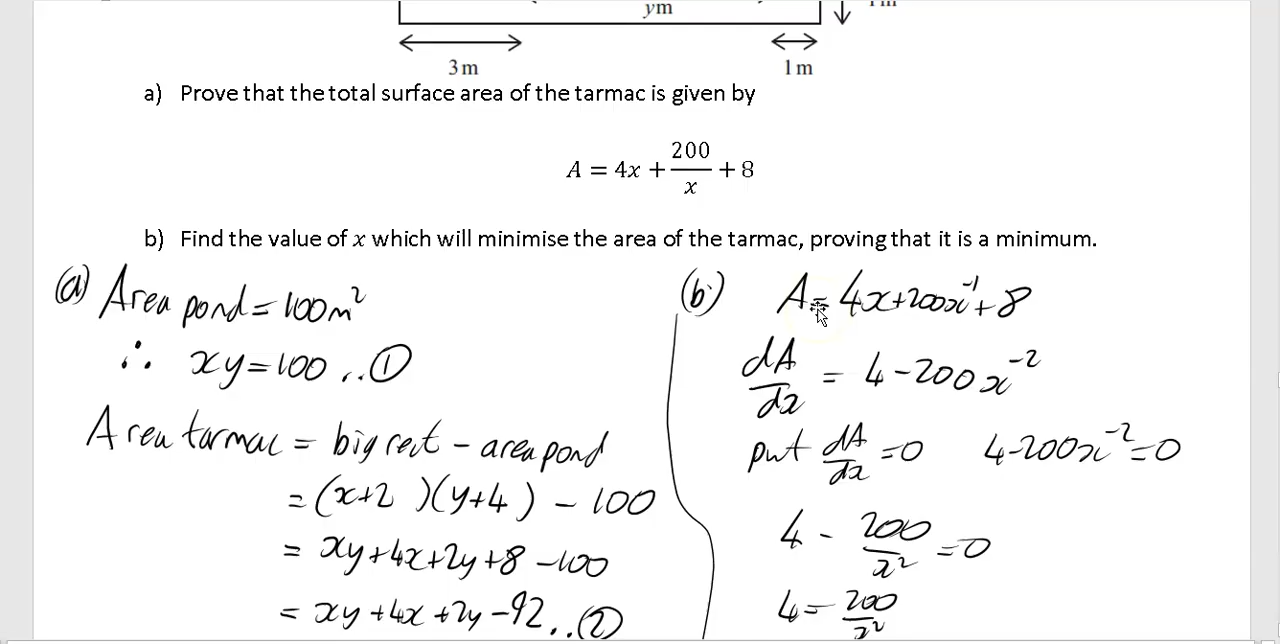 ym
3 m
1 m
a) Prove that the total surface area of the tarmac is given by
A = 4x + 200/x + 8
b) Find the value of x which will minimise the area of the tarmac, proving that it is a minimum.
(a) Area pond = 100m²
∴ xy = 100 ..①
Area tarmac = big rect - area pond
= (x+2 )(y+4) - 100
= xy+4x+2y+8-100
= xy+4x+2y-92..②
(b) A = 4x+200x⁻¹+8
dA/dx = 4-200x⁻²
put dA/dx =0 4-200x⁻²=0
4 - 200/x² =0
4 = 200/x²